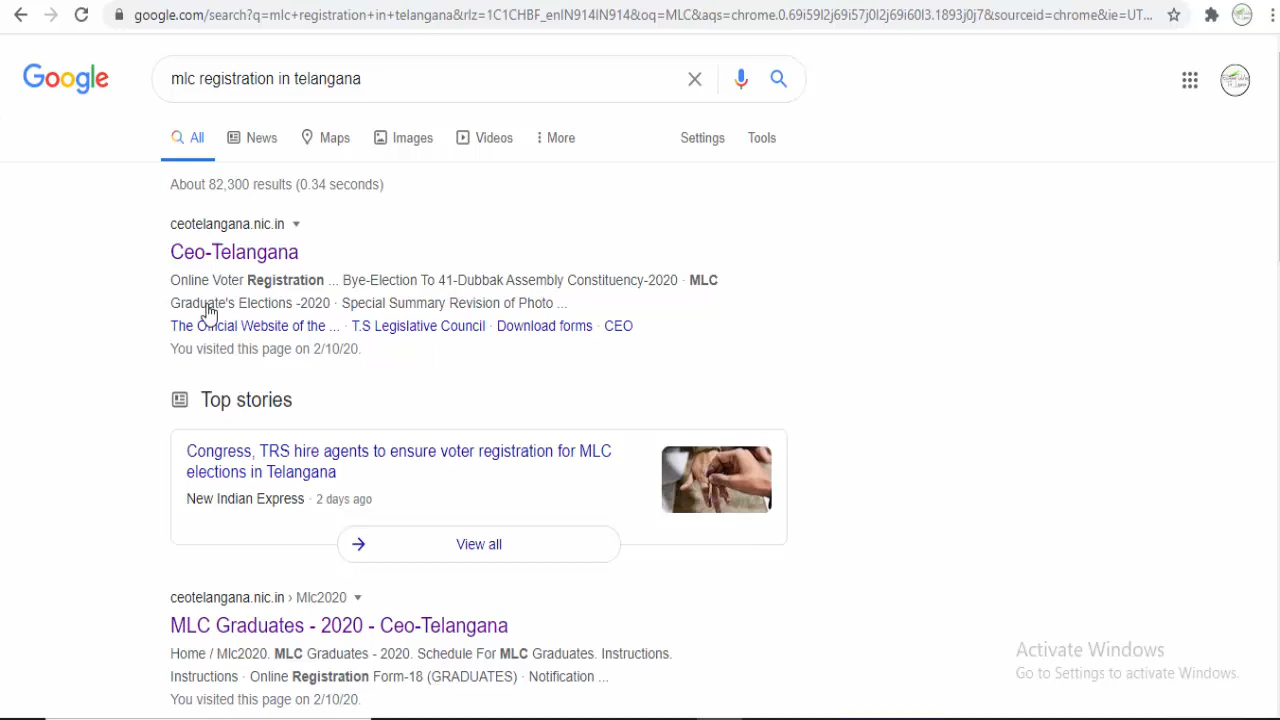 google.com/search?q=mlc+registration+in+telangana&rlz=1C1CHBF_enIN914IN914&oq=MLC&aqs=chrome.0.69i59l2j69i57j0l2j69i60l3.1893j0j7&sourceid=chrome&ie=UT...
Google
mlc registration in telangana
All News Maps Images Videos More Settings Tools
About 82,300 results (0.34 seconds)
ceotelangana.nic.in
Ceo-Telangana
Online Voter Registration ... Bye-Election To 41-Dubbak Assembly Constituency-2020 · MLC
Graduate's Elections -2020 · Special Summary Revision of Photo ...
The Official Website of the ... · T.S Legislative Council · Download forms · CEO
You visited this page on 2/10/20.
Top stories
Congress, TRS hire agents to ensure voter registration for MLC
elections in Telangana
New Indian Express · 2 days ago
View all
ceotelangana.nic.in › Mlc2020
MLC Graduates - 2020 - Ceo-Telangana
Home / Mlc2020. MLC Graduates - 2020. Schedule For MLC Graduates. Instructions.
Instructions · Online Registration Form-18 (GRADUATES) · Notification ...
You visited this page on 2/10/20.
Activate Windows
Go to Settings to activate Windows.